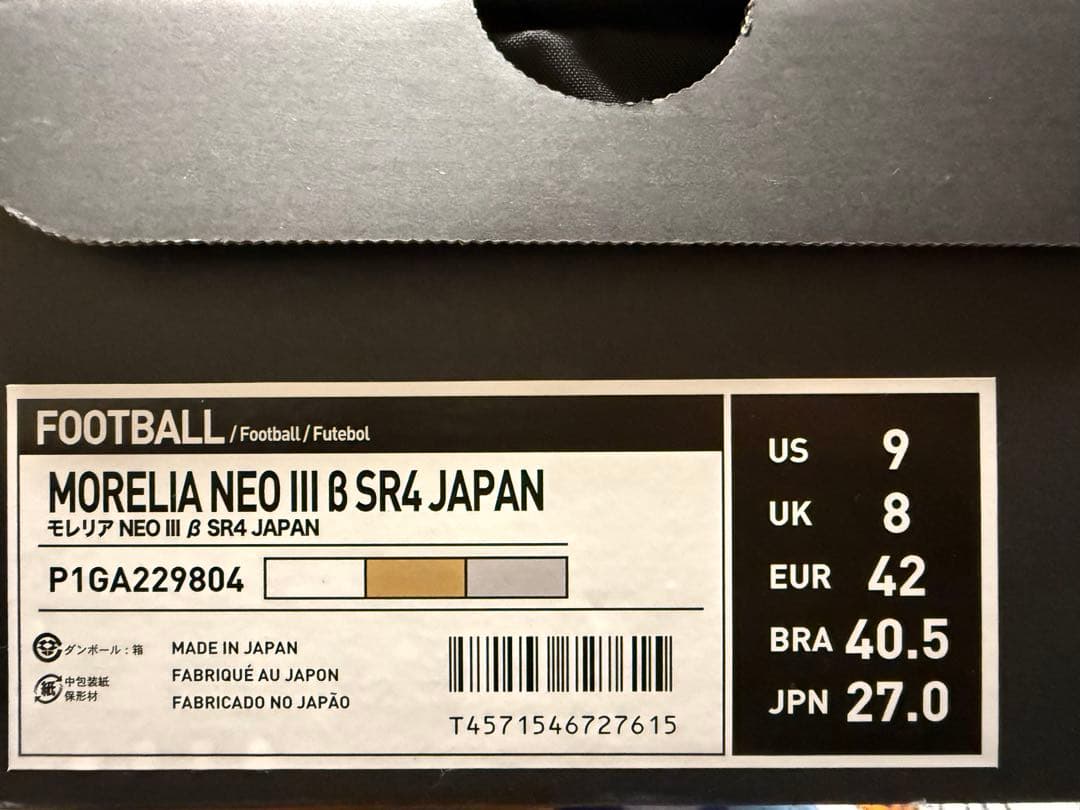 FOOTBALL / Football / Futebol
MORELIA NEO III β SR4 JAPAN
モレリア NEO III β SR4 JAPAN
P1GA229804
ダンボール：箱
紙 中包装紙
保形材
MADE IN JAPAN
FABRIQUÉ AU JAPON
FABRICADO NO JAPÃO
T4571546727615
US 9
UK 8
EUR 42
BRA 40.5
JPN 27.0